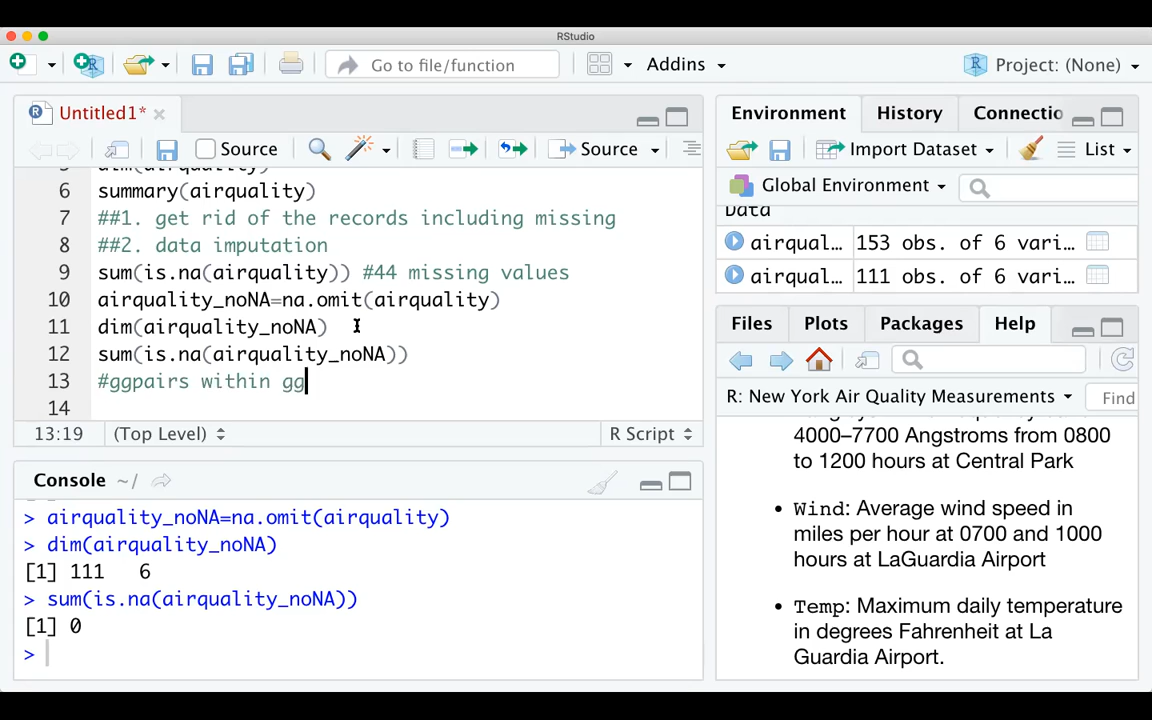 RStudio
Go to file/function
Addins
Project: (None)
Untitled1*
Source
Source
dim(airquality)
6 summary(airquality)
7 ##1. get rid of the records including missing
8 ##2. data imputation
9 sum(is.na(airquality)) #44 missing values
10 airquality_noNA=na.omit(airquality)
11 dim(airquality_noNA)
12 sum(is.na(airquality_noNA))
13 #ggpairs within gg
14
13:19 (Top Level) R Script
Console ~/
> airquality_noNA=na.omit(airquality)
> dim(airquality_noNA)
[1] 111 6
> sum(is.na(airquality_noNA))
[1] 0
>
Environment History Connectio
Import Dataset List
Global Environment
Data
airqual… 153 obs. of 6 vari…
airqual… 111 obs. of 6 vari…
Files Plots Packages Help
R: New York Air Quality Measurements Find
4000–7700 Angstroms from 0800
to 1200 hours at Central Park
• Wind: Average wind speed in
miles per hour at 0700 and 1000
hours at LaGuardia Airport
• Temp: Maximum daily temperature
in degrees Fahrenheit at La
Guardia Airport.